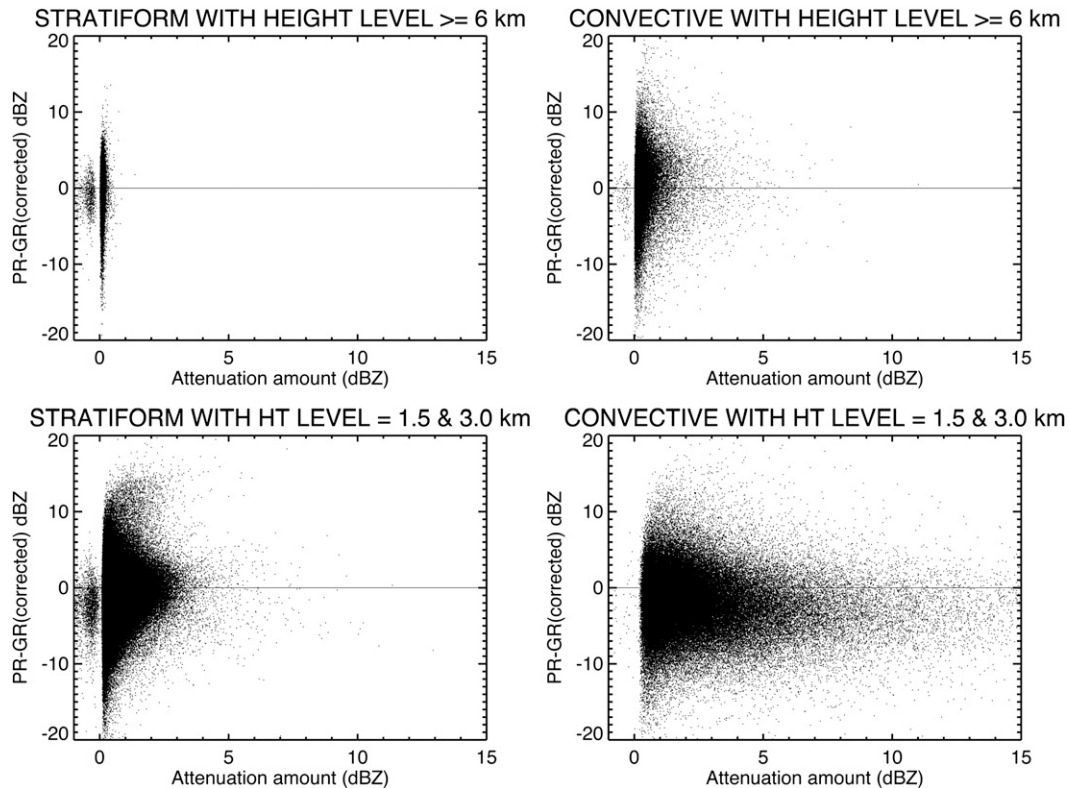 STRATIFORM WITH HEIGHT LEVEL >= 6 km
20
10
0
-10
-20
PR-GR(corrected) dBZ
0 5 10 15
Attenuation amount (dBZ)
CONVECTIVE WITH HEIGHT LEVEL >= 6 km
20
10
0
-10
-20
PR-GR(corrected) dBZ
0 5 10 15
Attenuation amount (dBZ)
STRATIFORM WITH HT LEVEL = 1.5 & 3.0 km
20
10
0
-10
-20
PR-GR(corrected) dBZ
0 5 10 15
Attenuation amount (dBZ)
CONVECTIVE WITH HT LEVEL = 1.5 & 3.0 km
20
10
0
-10
-20
PR-GR(corrected) dBZ
0 5 10 15
Attenuation amount (dBZ)